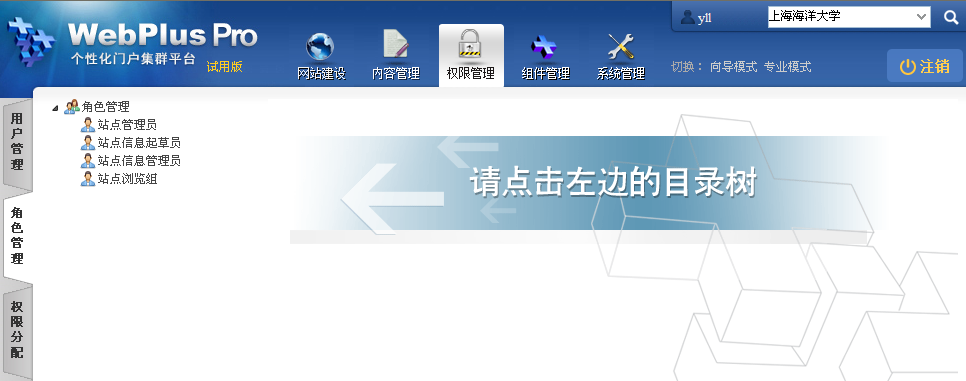 WebPlus Pro
个性化门户集群平台
试用版
网站建设
内容管理
权限管理
组件管理
系统管理
yll
上海海洋大学
切换： 向导模式 专业模式
注销
用户管理
角色管理
权限分配
角色管理
站点管理员
站点信息起草员
站点信息管理员
站点浏览组
请点击左边的目录树